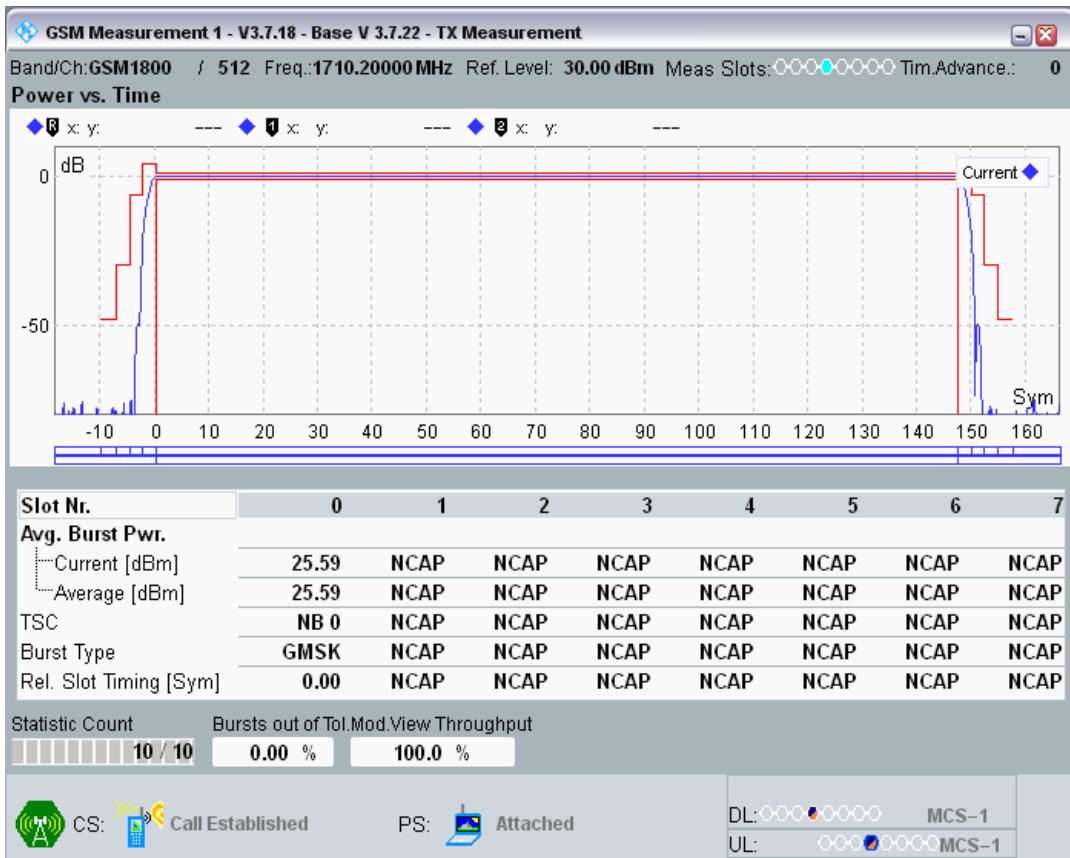 GSM Measurement 1 - V3.7.18 - Base V 3.7.22 - TX Measurement
Band/Ch:GSM1800 / 512 Freq.:1710.20000 MHz Ref. Level: 30.00 dBm Meas Slots: Tim.Advance.: 0
Power vs. Time
R x: y: --- 1 x: y: --- 2 x: y: ---
dB
Current
0
-50
Sym
-10 0 10 20 30 40 50 60 70 80 90 100 110 120 130 140 150 160
Slot Nr. 0 1 2 3 4 5 6 7
Avg. Burst Pwr.
Current [dBm] 25.59 NCAP NCAP NCAP NCAP NCAP NCAP NCAP
Average [dBm] 25.59 NCAP NCAP NCAP NCAP NCAP NCAP NCAP
TSC NB 0 NCAP NCAP NCAP NCAP NCAP NCAP NCAP
Burst Type GMSK NCAP NCAP NCAP NCAP NCAP NCAP NCAP
Rel. Slot Timing [Sym] 0.00 NCAP NCAP NCAP NCAP NCAP NCAP NCAP
Statistic Count Bursts out of Tol.Mod.View Throughput
10 / 10 0.00 % 100.0 %
CS: Call Established PS: Attached
DL: MCS-1
UL: MCS-1